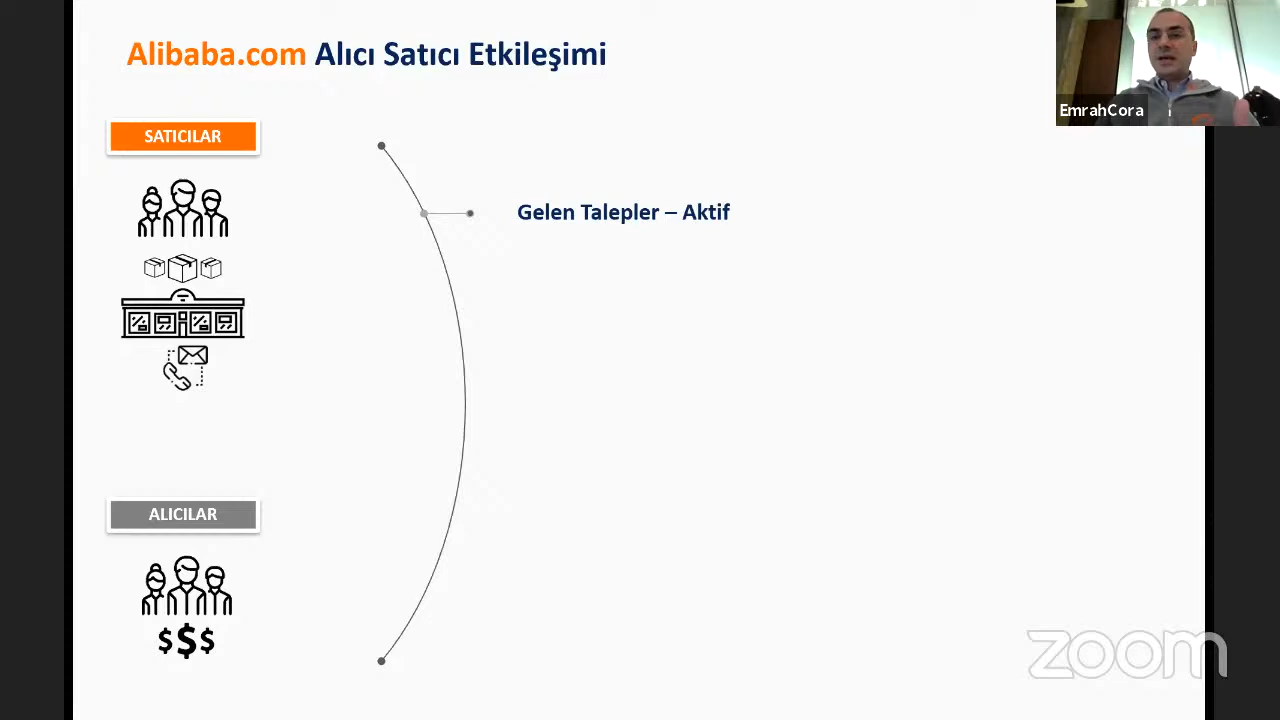 Alibaba.com Alıcı Satıcı Etkileşimi
EmrahCora
SATICILAR
Gelen Talepler – Aktif
ALICILAR
$$$
zoom